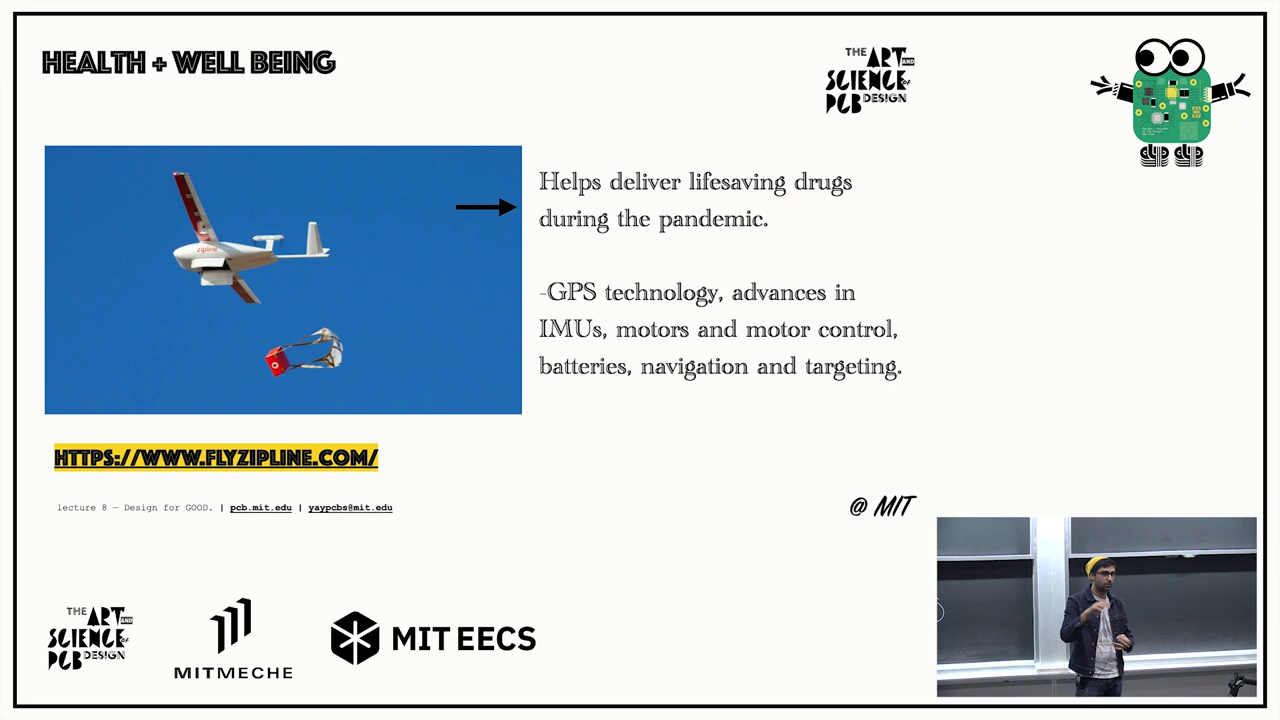 HEALTH + WELL BEING
THE ART AND
SCIENCE OF
PCB DESIGN
zipline
Helps deliver lifesaving drugs
during the pandemic.
-GPS technology, advances in
IMUs, motors and motor control,
batteries, navigation and targeting.
HTTPS://WWW.FLYZIPLINE.COM/
lecture 8 — Design for GOOD. | pcb.mit.edu | yaypcbs@mit.edu
@ MIT
THE ART AND
SCIENCE OF
PCB DESIGN
MITMECHE
MIT EECS